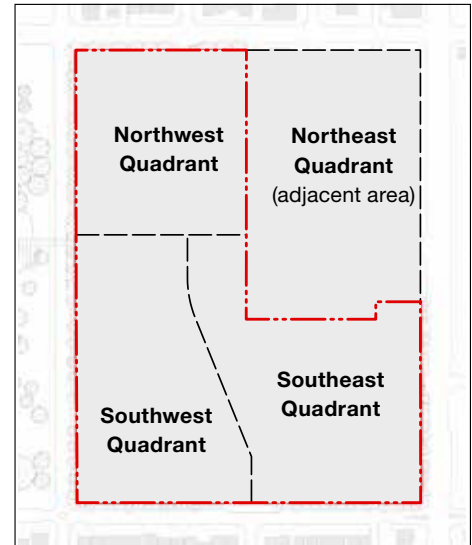 Northwest
Quadrant
Northeast
Quadrant
(adjacent area)
Southwest
Quadrant
Southeast
Quadrant